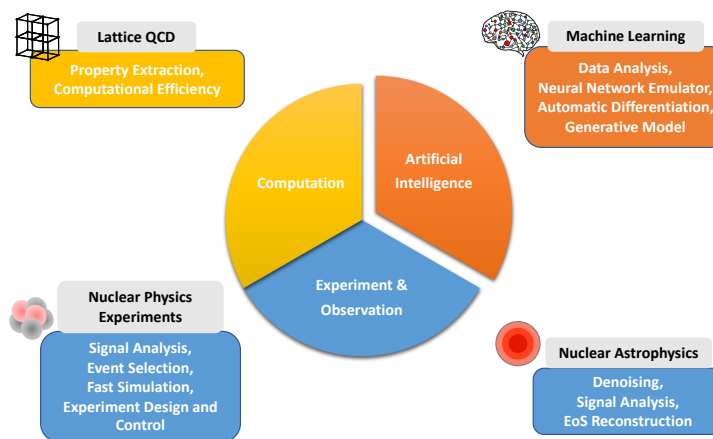 Lattice QCD
Property Extraction,
Computational Efficiency
Machine Learning
Data Analysis,
Neural Network Emulator,
Automatic Differentiation,
Generative Model
Computation
Artificial
Intelligence
Experiment &
Observation
Nuclear Physics
Experiments
Signal Analysis,
Event Selection,
Fast Simulation,
Experiment Design and
Control
Nuclear Astrophysics
Denoising,
Signal Analysis,
EoS Reconstruction